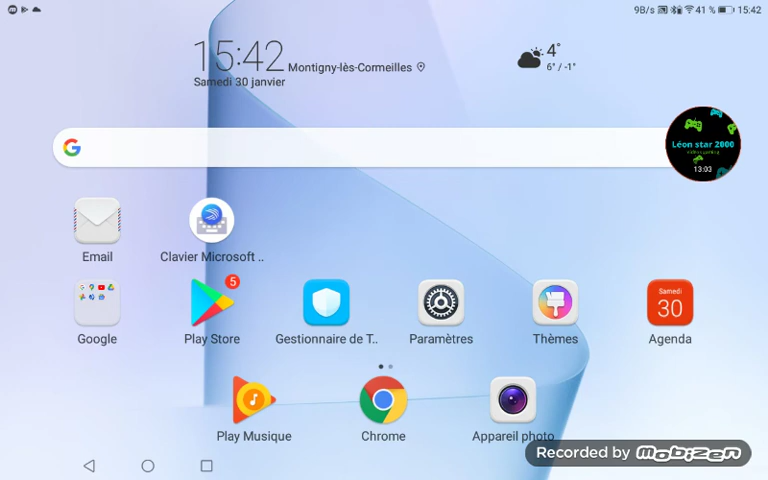 9B/s 41 % 15:42
15:42 Montigny-lès-Corneilles
Samedi 30 janvier
4°
6° / -1°
Léon star 2000
13:03
Email
Clavier Microsoft ..
5
Samedi
30
Google
Play Store
Gestionnaire de T..
Paramètres
Thèmes
Agenda
Play Musique
Chrome
Appareil photo
Recorded by mobizen